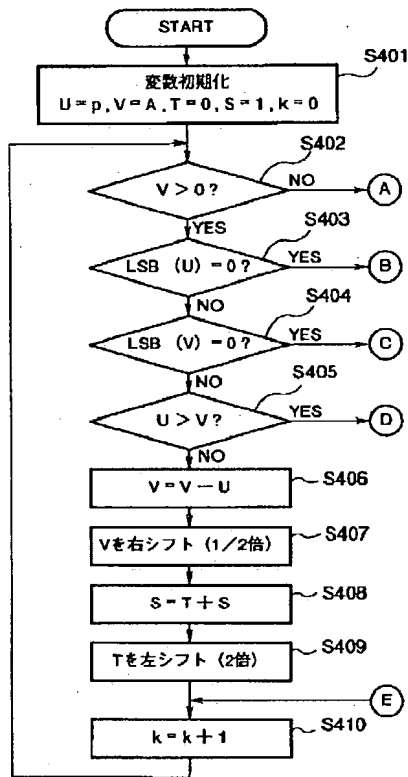 START
S401
変数初期化
U=p,V=A,T=0,S=1,k=0
S402
V>0?
NO
A
YES
S403
LSB (U)=0?
YES
B
NO
S404
LSB (V)=0?
YES
C
NO
S405
U>V?
YES
D
NO
V=V-U
S406
Vを右シフト(1/2倍)
S407
S=T+S
S408
Tを左シフト(2倍)
S409
E
k=k+1
S410